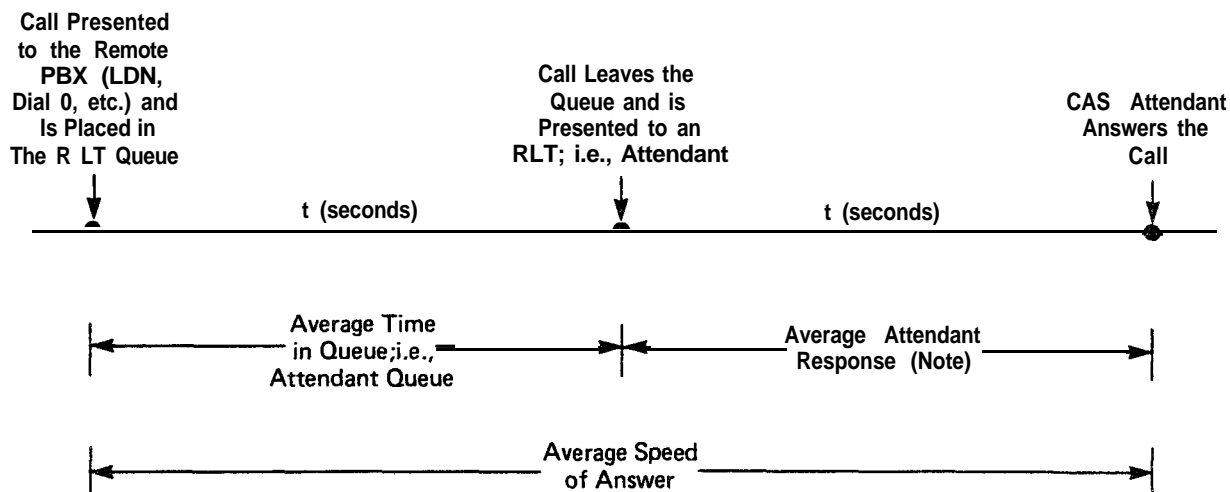 Call Presented
to the Remote
PBX (LDN,
Dial 0, etc.) and
Is Placed in
The R LT Queue
Call Leaves the
Queue and is
Presented to an
RLT; i.e., Attendant
CAS Attendant
Answers the
Call
t (seconds)
t (seconds)
Average Time
in Queue;i.e.,
Attendant Queue
Average Attendant
Response (Note)
Average Speed
of Answer